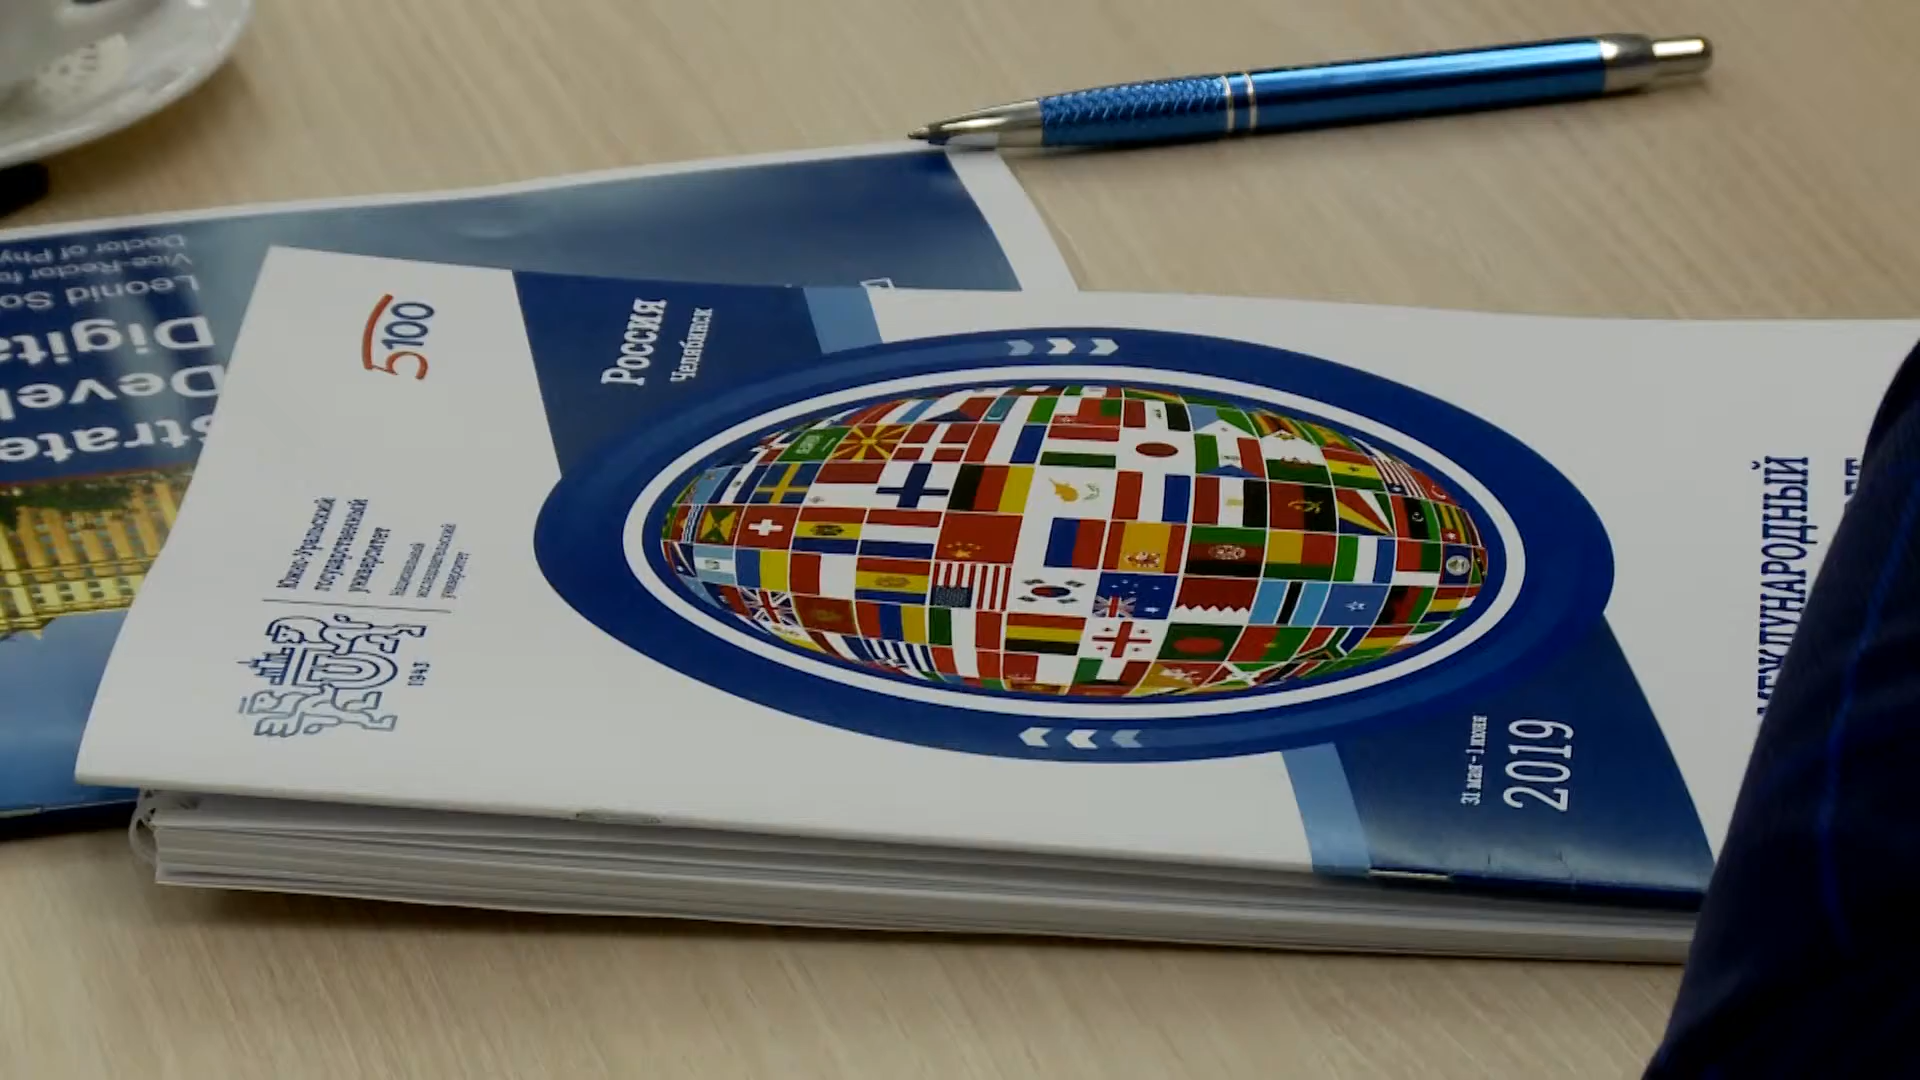 5100
Южно-Уральский
государственный
университет
национальный
исследовательский
университет
1943
Россия
Челябинск
31 мая – 1 июня
2019
МЕЖДУНАРОДНЫЙ
Strate
Devel
Digita
Leonid So
Vice-Rector fo
Doctor of Phy